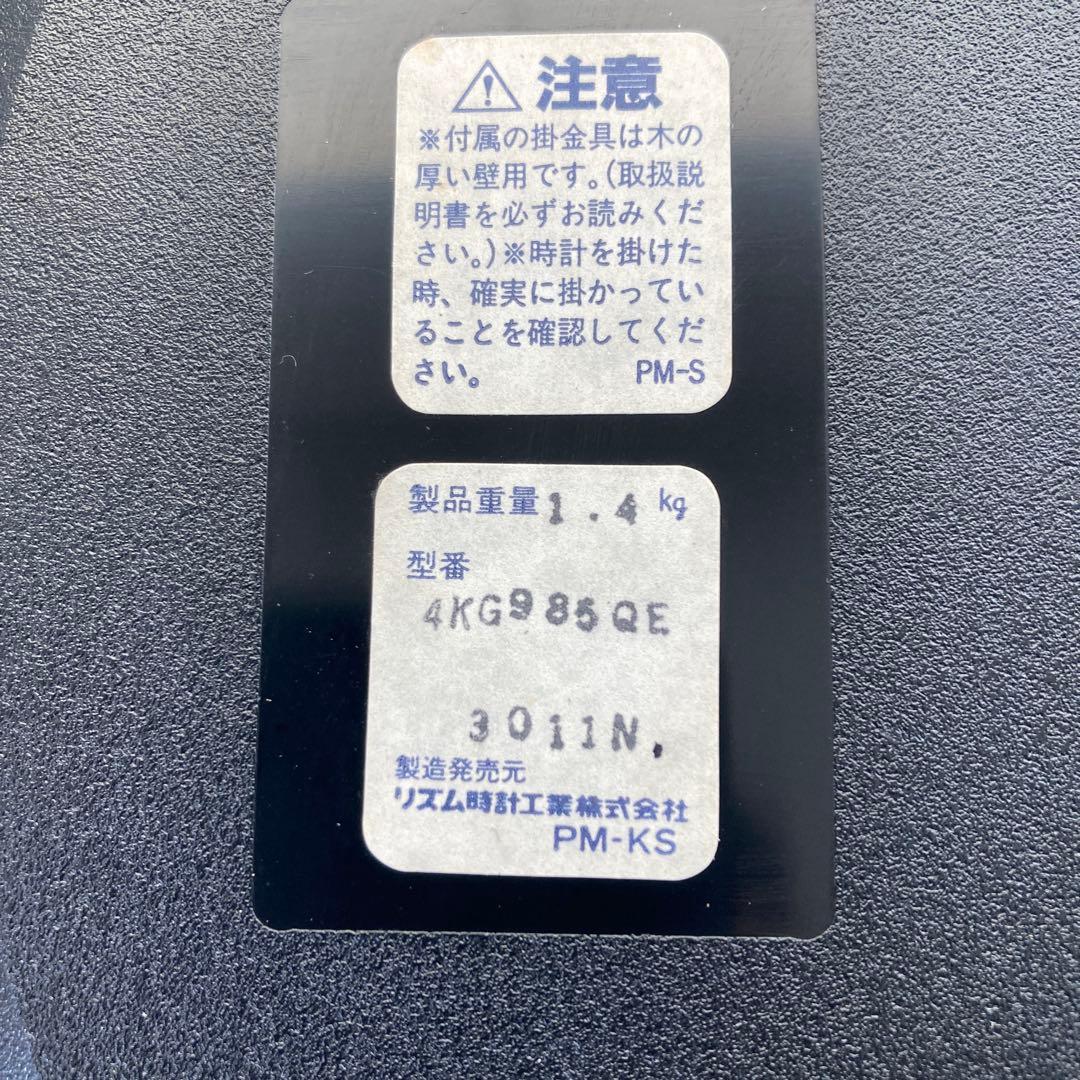 ⚠ 注意
※付属の掛金具は木の
厚い壁用です。(取扱説
明書を必ずお読みくだ
さい。)※時計を掛けた
時、確実に掛かってい
ることを確認してくだ
さい。 PM-S
製品重量 1.4 kg
型番
4KG985QE
3011N.
製造発売元
リズム時計工業株式会社
PM-KS